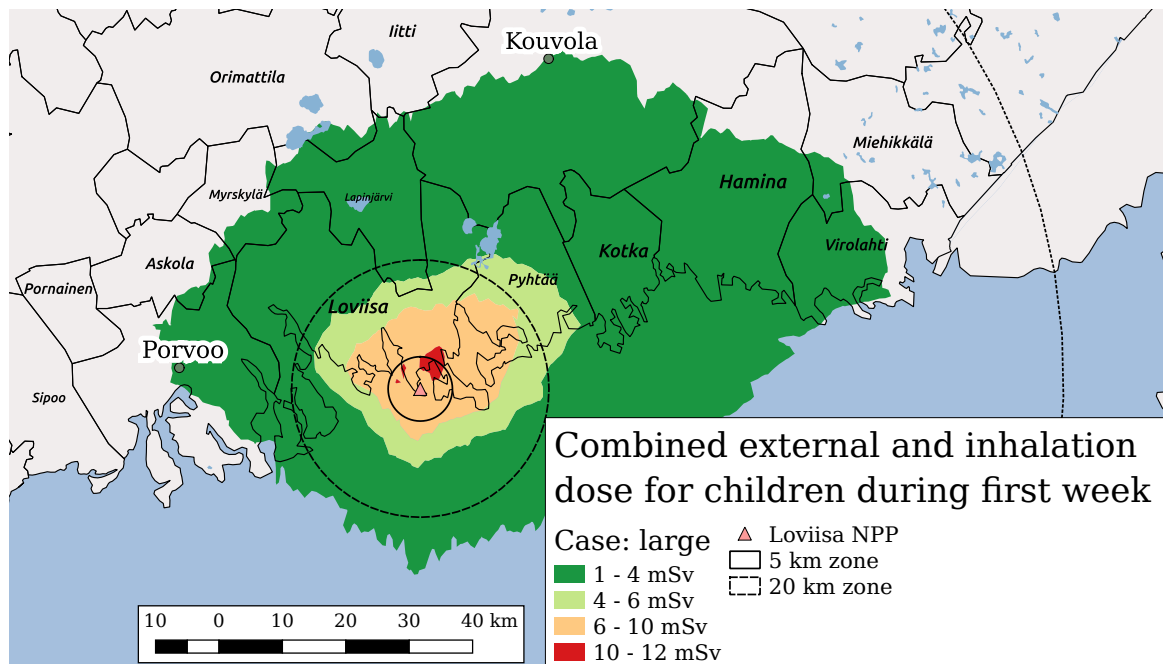 Iitti
Kouvola
Orimattila
Miehikkälä
Myrskylä
Lapinjärvi
Hamina
Kotka
Virolahti
Askola
Pyhtää
Pornainen
Loviisa
Porvoo
Sipoo
Combined external and inhalation
dose for children during first week
Case: large
1 - 4 mSv
4 - 6 mSv
6 - 10 mSv
10 - 12 mSv
Loviisa NPP
5 km zone
20 km zone
10 0 10 20 30 40 km